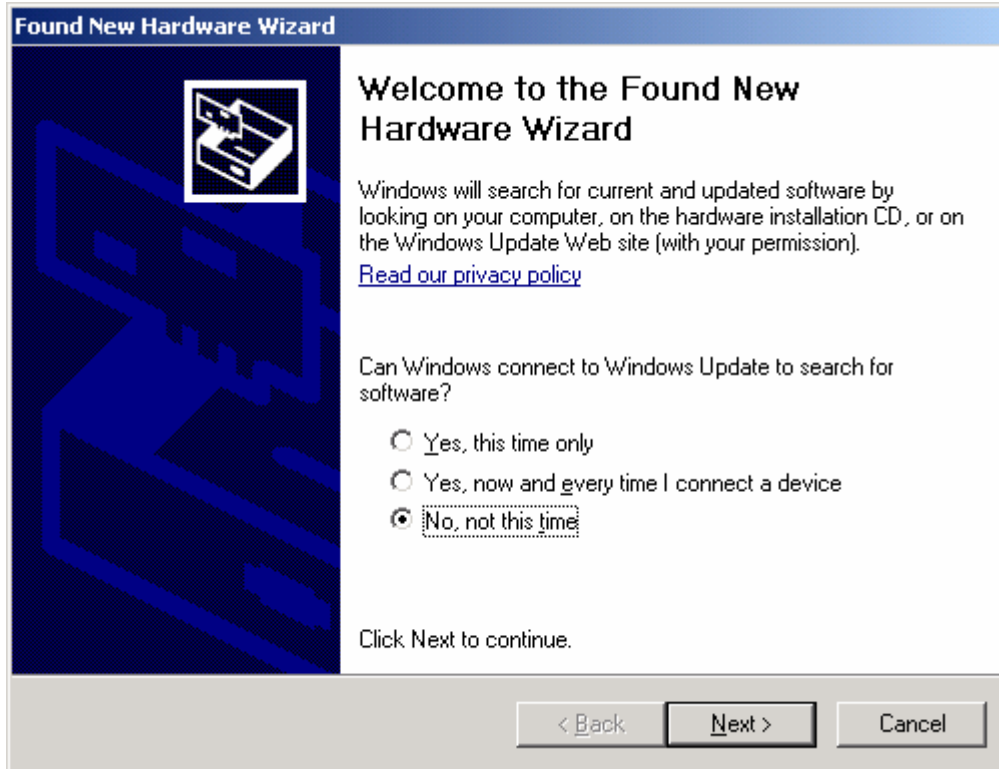 Found New Hardware Wizard
Welcome to the Found New
Hardware Wizard
Windows will search for current and updated software by
looking on your computer, on the hardware installation CD, or on
the Windows Update Web site (with your permission).
Read our privacy policy
Can Windows connect to Windows Update to search for
software?
Yes, this time only
Yes, now and every time I connect a device
No, not this time
Click Next to continue.
< Back
Next >
Cancel